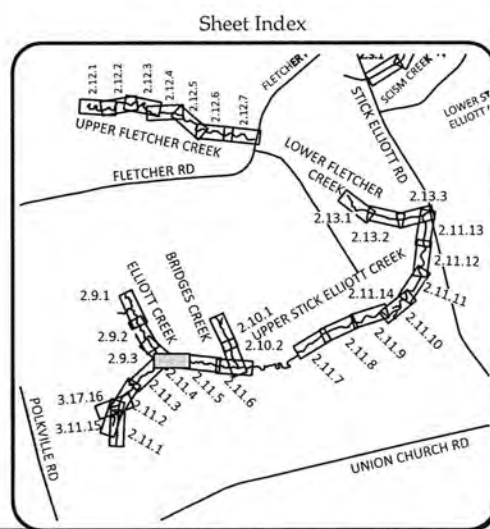 Sheet Index
2.12.1
2.12.2
2.12.3
2.12.4
2.12.5
2.12.6
2.12.7
UPPER FLETCHER CREEK
FLETCHER
FLETCHER RD
SCISM CREEK
STICK ELLIOTT RD
LOWER
ELLIOTT
LOWER FLETCHER
CREEK
2.13.1
2.13.2
2.13.3
2.11.13
2.11.12
2.11.11
2.11.10
2.11.9
2.11.14
2.11.8
2.11.7
UPPER STICK ELLIOTT CREEK
BRIDGES CREEK
2.10.1
2.10.2
ELLIOTT
CREEK
2.9.1
2.9.2
2.9.3
2.11.6
2.11.5
2.11.4
2.11.3
2.11.2
2.11.1
3.17.16
3.11.15
POLKVILLE RD
UNION CHURCH RD